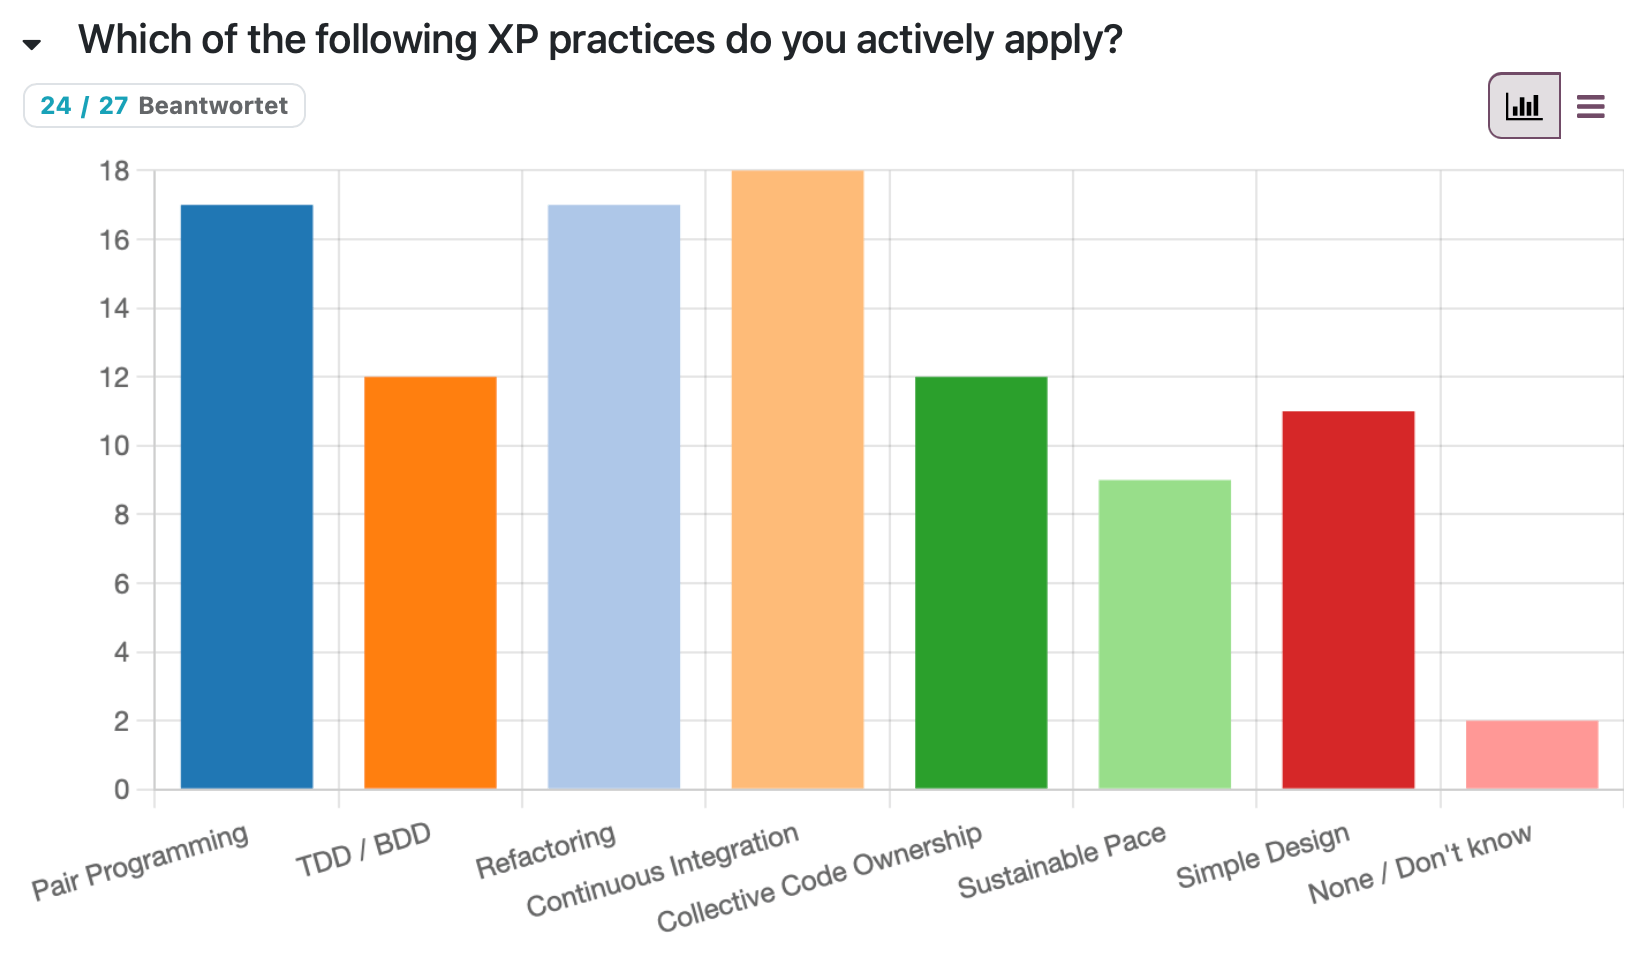 Which of the following XP practices do you actively apply?
24 / 27 Beantwortet
18
16
14
12
10
8
6
4
2
0
Pair Programming
TDD / BDD
Refactoring
Continuous Integration
Collective Code Ownership
Sustainable Pace
Simple Design
None / Don't know